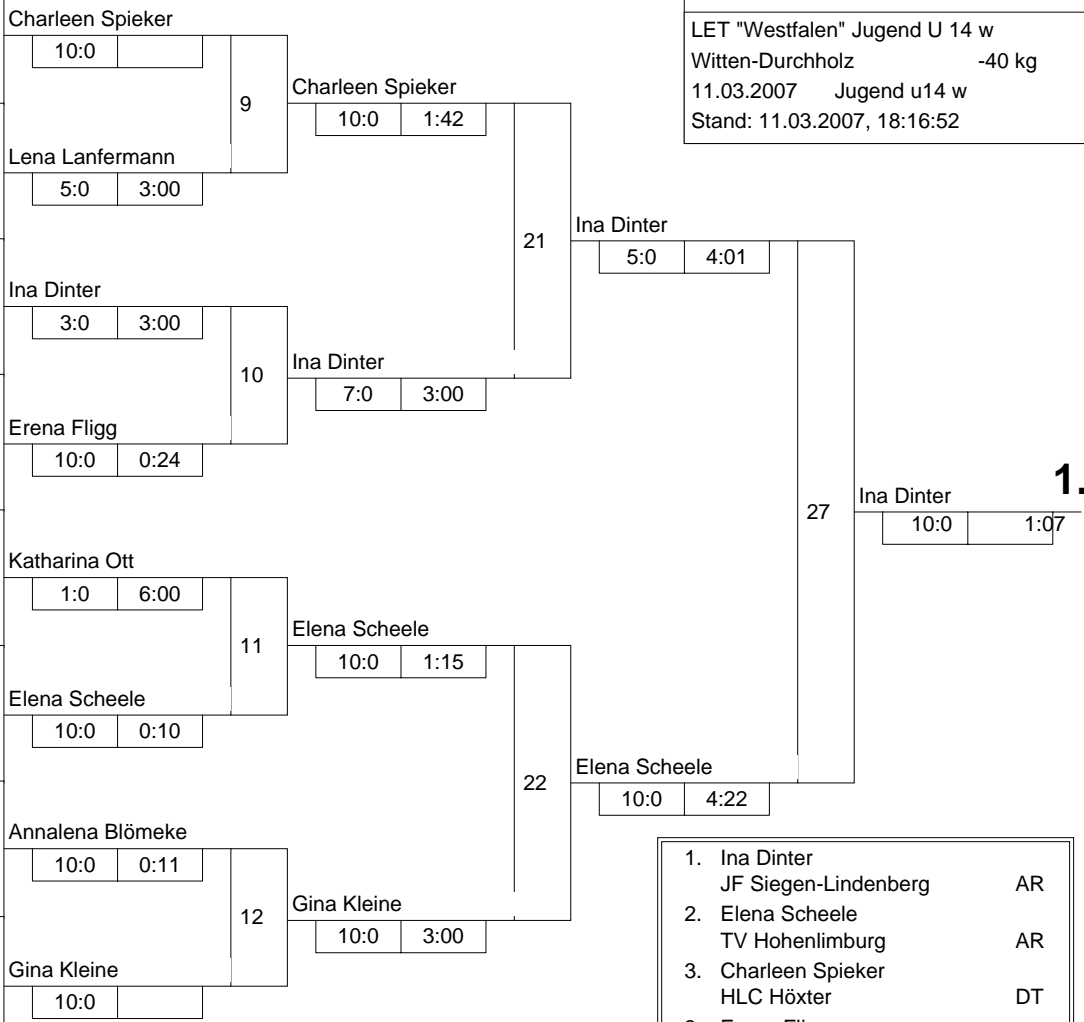 Charleen Spieker
10:0
LET "Westfalen" Jugend U 14 w
Witten-Durchholz -40 kg
11.03.2007 Jugend u14 w
Stand: 11.03.2007, 18:16:52
9
Charleen Spieker
10:0 1:42
Lena Lanfermann
5:0 3:00
21
Ina Dinter
5:0 4:01
Ina Dinter
3:0 3:00
10
Ina Dinter
7:0 3:00
Erena Fligg
10:0 0:24
27
Ina Dinter 1.
10:0 1:07
Katharina Ott
1:0 6:00
11
Elena Scheele
10:0 1:15
Elena Scheele
10:0 0:10
22
Elena Scheele
10:0 4:22
Annalena Blömeke
10:0 0:11
12
Gina Kleine
10:0 3:00
Gina Kleine
10:0
1. Ina Dinter
JF Siegen-Lindenberg AR
2. Elena Scheele
TV Hohenlimburg AR
3. Charleen Spieker
HLC Höxter DT